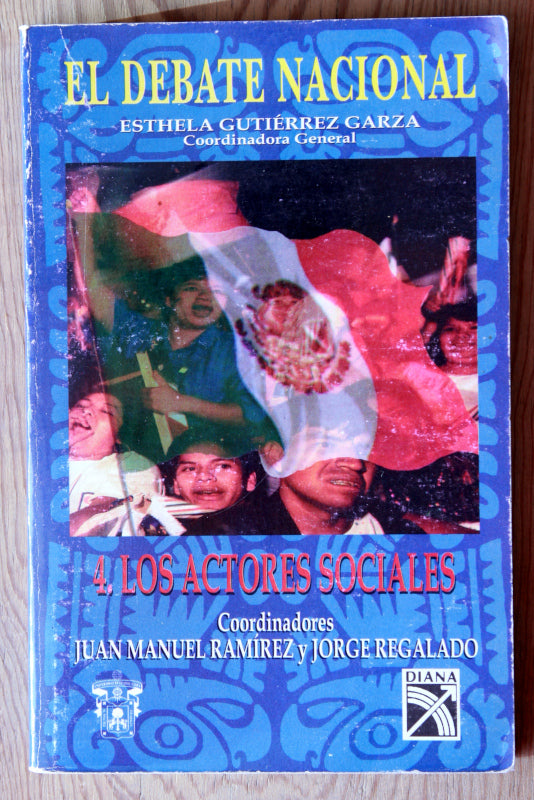 EL DEBATE NACIONAL
ESTHELA GUTIÉRREZ GARZA
Coordinadora General
4. LOS ACTORES SOCIALES
Coordinadores
JUAN MANUEL RAMÍREZ y JORGE REGALADO
DIANA